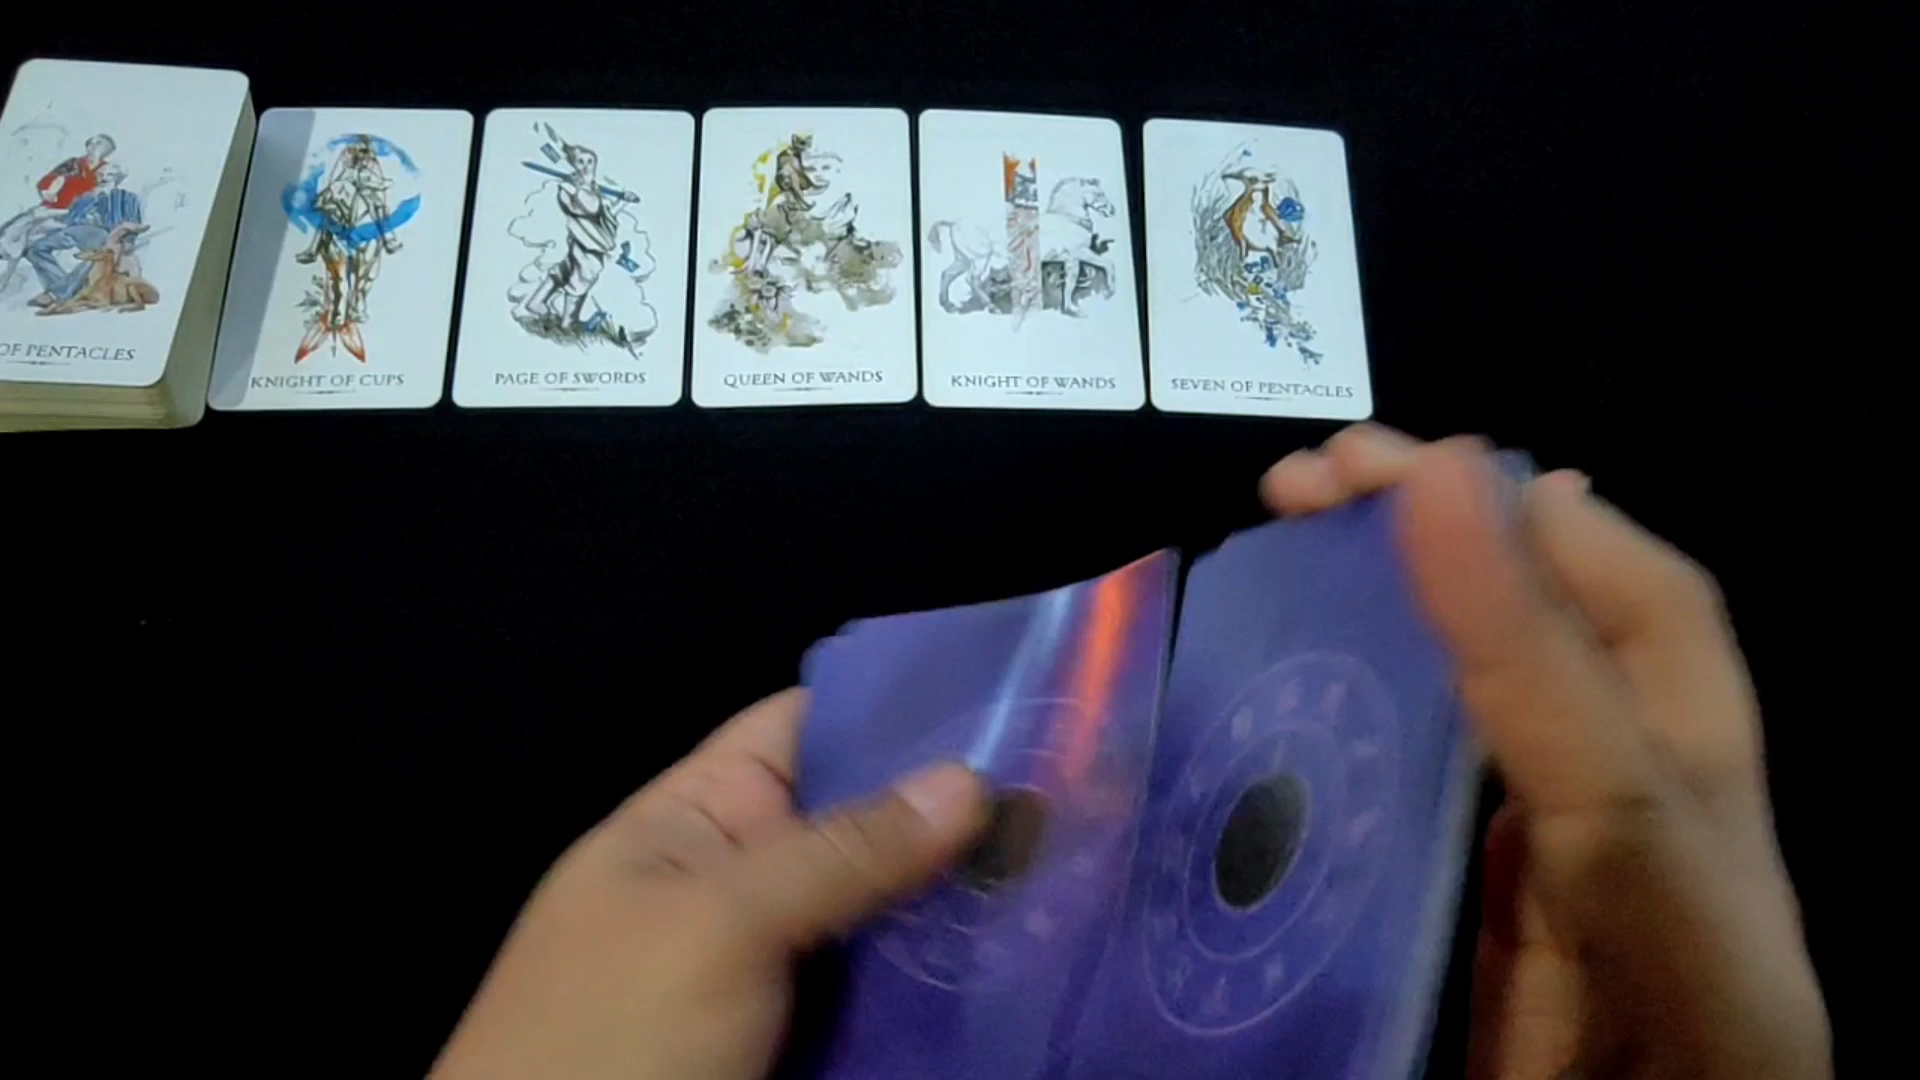 OF PENTACLES
KNIGHT OF CUPS
PAGE OF SWORDS
QUEEN OF WANDS
KNIGHT OF WANDS
SEVEN OF PENTACLES